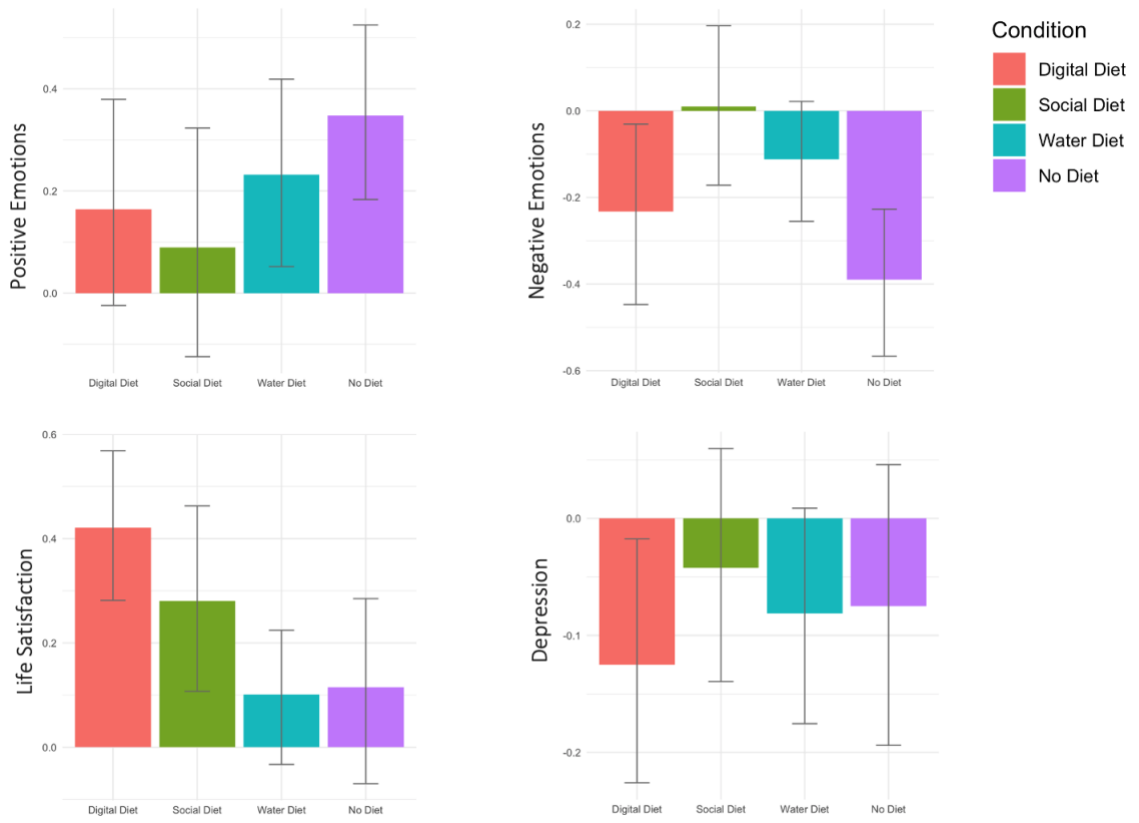 Positive Emotions
0.4
0.2
0.0
Digital Diet Social Diet Water Diet No Diet
Negative Emotions
0.2
0.0
-0.2
-0.4
-0.6
Digital Diet Social Diet Water Diet No Diet
Condition
Digital Diet
Social Diet
Water Diet
No Diet
Life Satisfaction
0.6
0.4
0.2
0.0
Digital Diet Social Diet Water Diet No Diet
Depression
0.0
-0.1
-0.2
Digital Diet Social Diet Water Diet No Diet